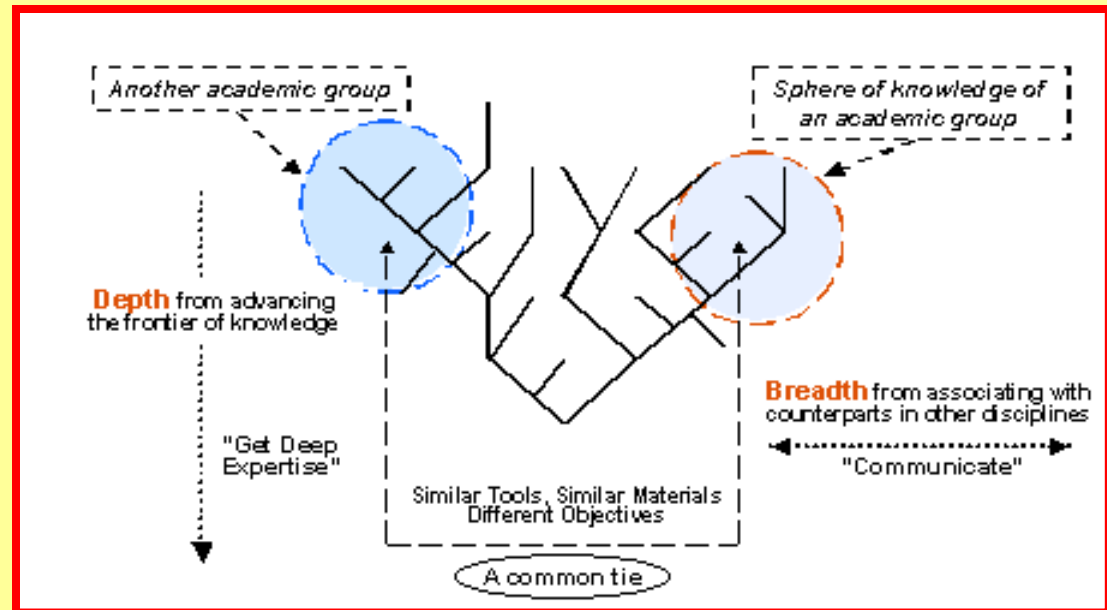 Another academic group
Sphere of knowledge of
an academic group
Depth from advancing
the frontier of knowledge
"Get Deep
Expertise"
Breadth from associating with
counterparts in other disciplines
"Communicate"
Similar Tools, Similar Materials
Different Objectives
A common tie